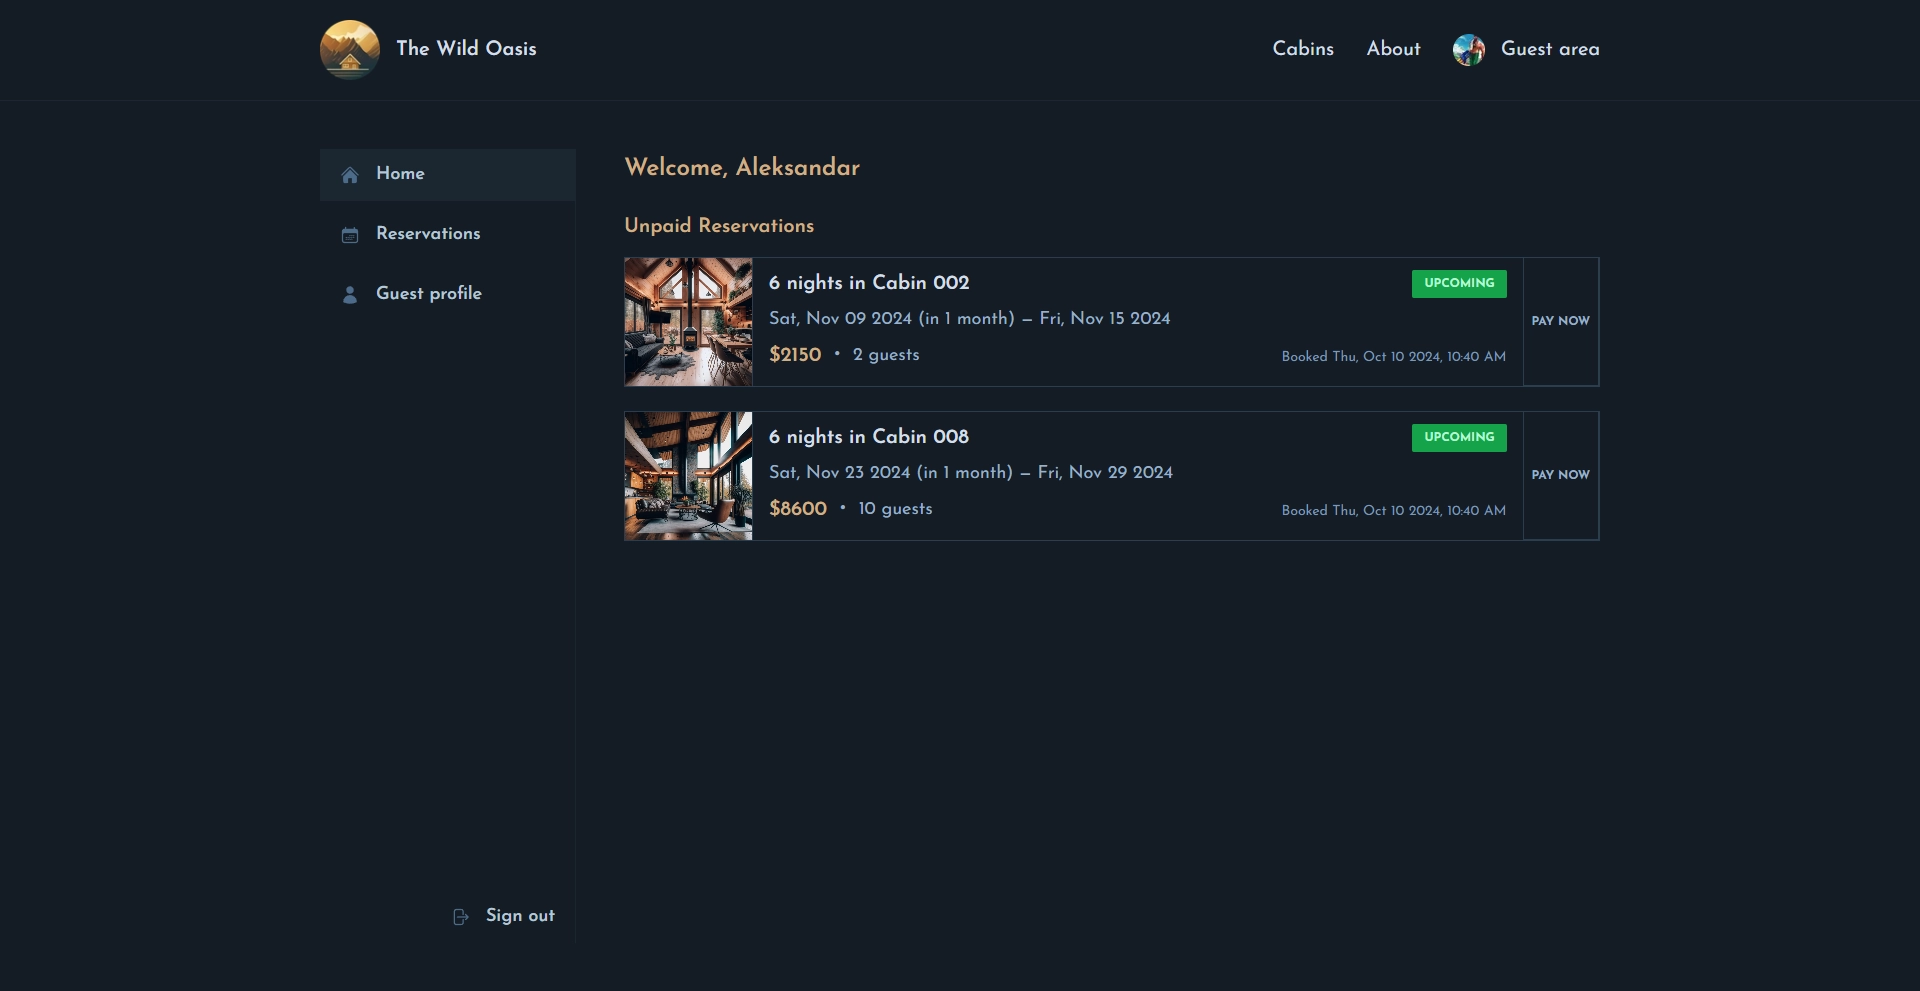 The Wild Oasis
Cabins
About
Guest area
Home
Reservations
Guest profile
Sign out
Welcome, Aleksandar
Unpaid Reservations
6 nights in Cabin 002
UPCOMING
Sat, Nov 09 2024 (in 1 month) — Fri, Nov 15 2024
$2150 • 2 guests
Booked Thu, Oct 10 2024, 10:40 AM
PAY NOW
6 nights in Cabin 008
UPCOMING
Sat, Nov 23 2024 (in 1 month) — Fri, Nov 29 2024
$8600 • 10 guests
Booked Thu, Oct 10 2024, 10:40 AM
PAY NOW